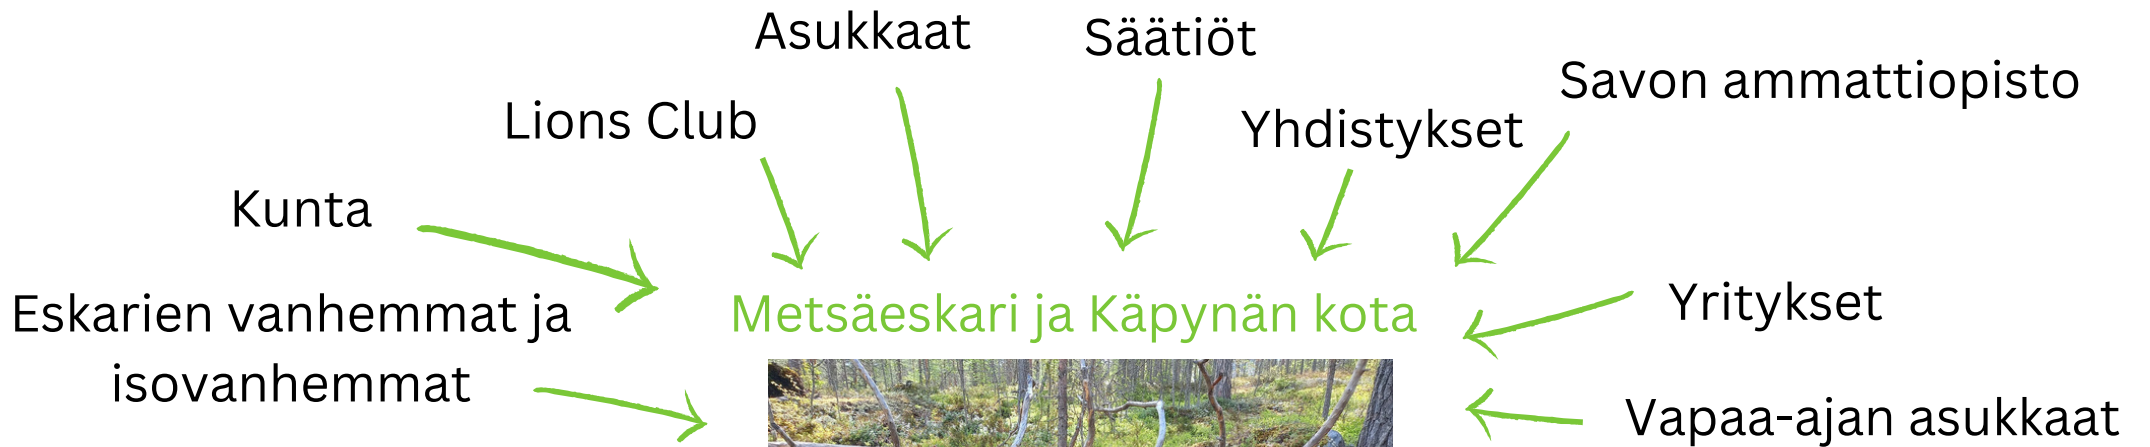 Asukkaat
Säätiöt
Savon ammattiopisto
Lions Club
Yhdistykset
Kunta
Yritykset
Eskarien vanhemmat ja
isovanhemmat
Metsäeskari ja Käpynän kota
Vapaa-ajan asukkaat